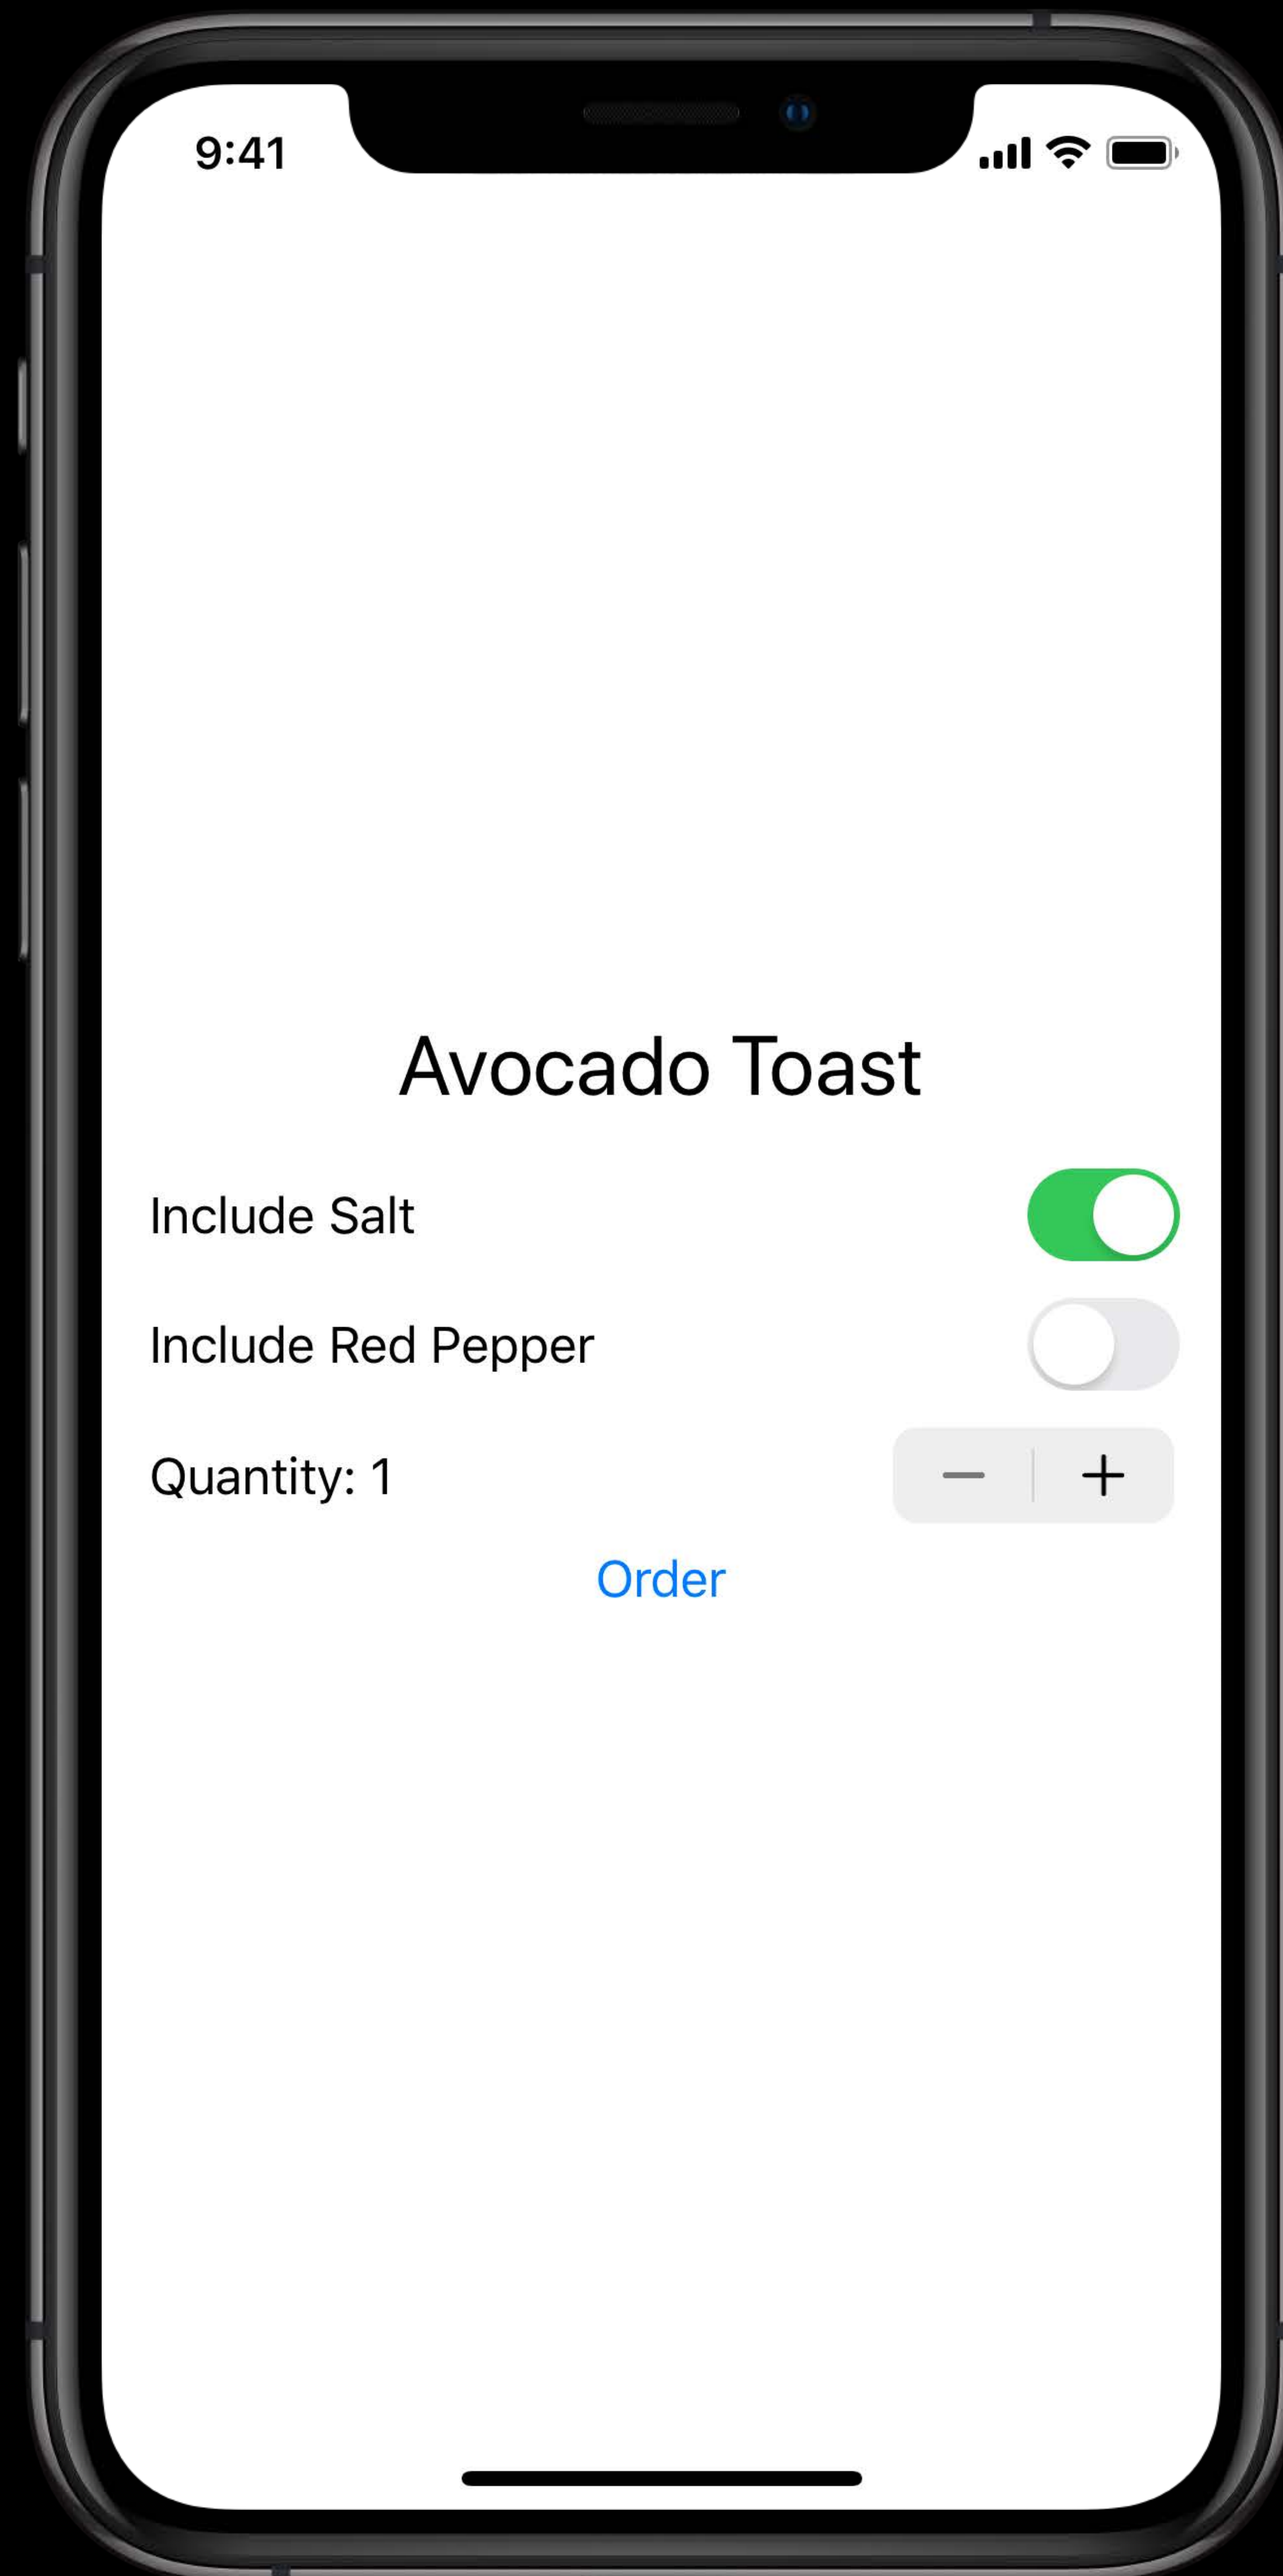 9:41
Avocado Toast
Include Salt
Include Red Pepper
Quantity: 1
Order